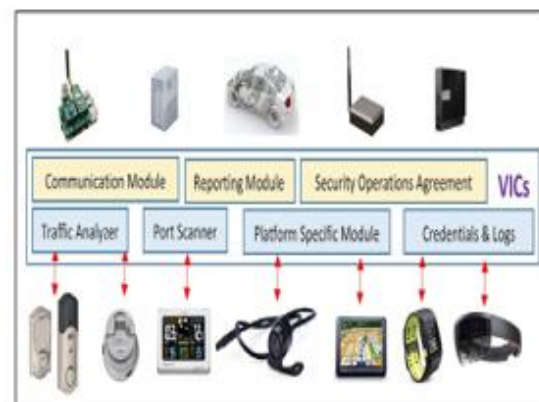 Communication Module
Reporting Module
Security Operations Agreement
VICs
Traffic Analyzer
Port Scanner
Platform Specific Module
Credentials & Logs